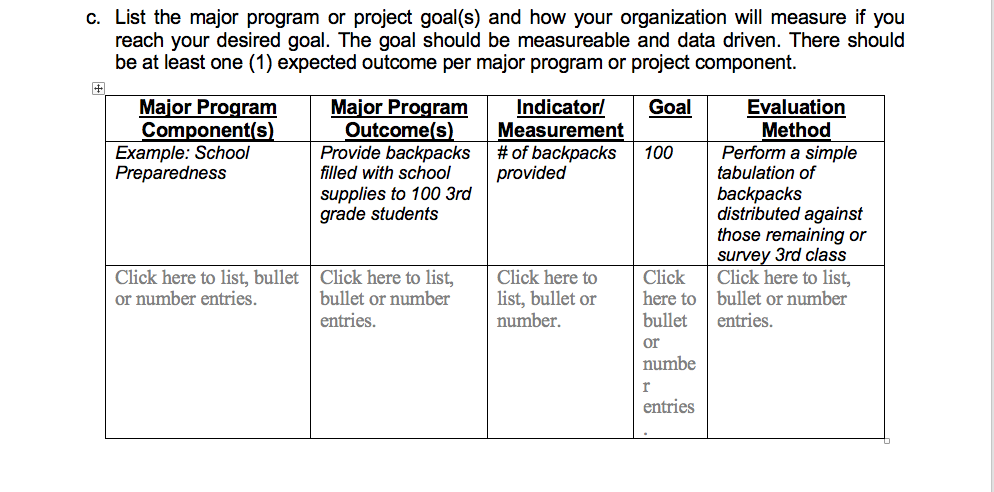 c. List the major program or project goal(s) and how your organization will measure if you
reach your desired goal. The goal should be measureable and data driven. There should
be at least one (1) expected outcome per major program or project component.
Major Program
Component(s)
Major Program
Outcome(s)
Indicator/
Measurement
Goal
Evaluation
Method
Example: School
Preparedness
Provide backpacks
filled with school
supplies to 100 3rd
grade students
# of backpacks
provided
100
Perform a simple
tabulation of
backpacks
distributed against
those remaining or
survey 3rd class
Click here to list, bullet
or number entries.
Click here to list,
bullet or number
entries.
Click here to
list, bullet or
number.
Click
here to
bullet
or
numbe
r
entries
.
Click here to list,
bullet or number
entries.